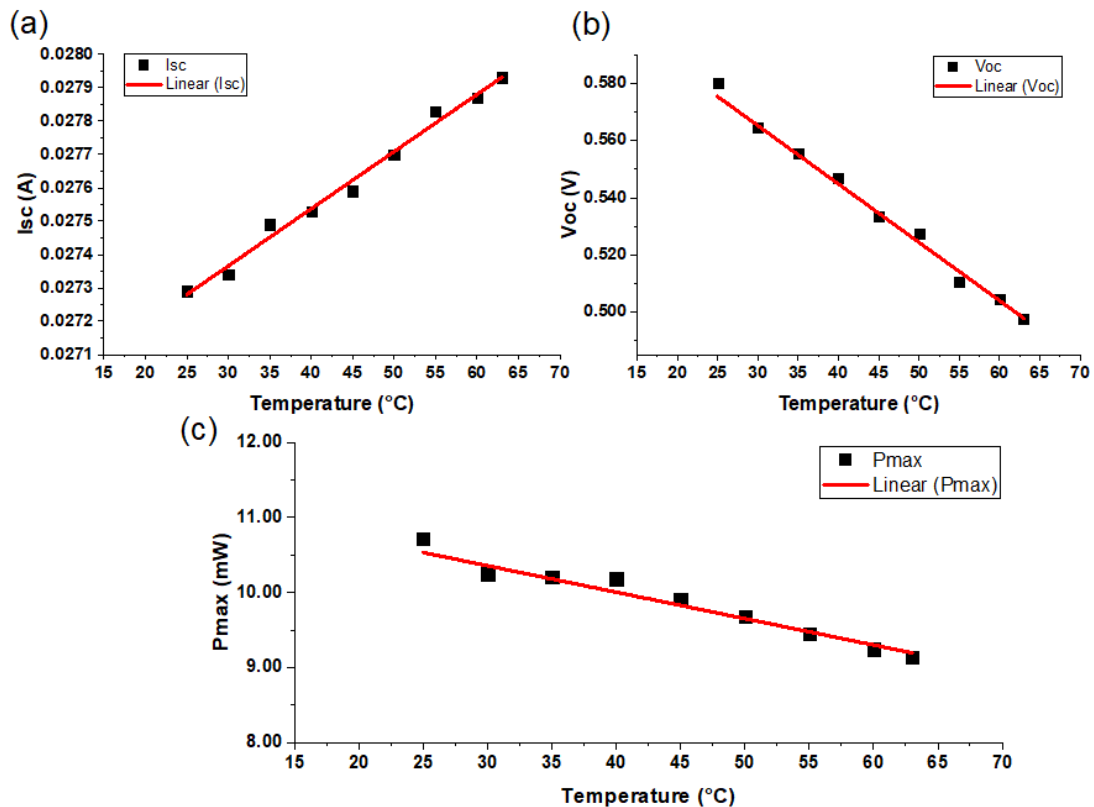 (a)
0.0280
0.0279
0.0278
0.0277
0.0276
0.0275
0.0274
0.0273
0.0272
0.0271
Isc (A)
Isc
Linear (Isc)
15 20 25 30 35 40 45 50 55 60 65 70
Temperature (°C)
(b)
0.580
0.560
0.540
0.520
0.500
Voc (V)
Voc
Linear (Voc)
15 20 25 30 35 40 45 50 55 60 65 70
Temperature (°C)
(c)
12.00
11.00
10.00
9.00
8.00
Pmax (mW)
Pmax
Linear (Pmax)
15 20 25 30 35 40 45 50 55 60 65 70
Temperature (°C)